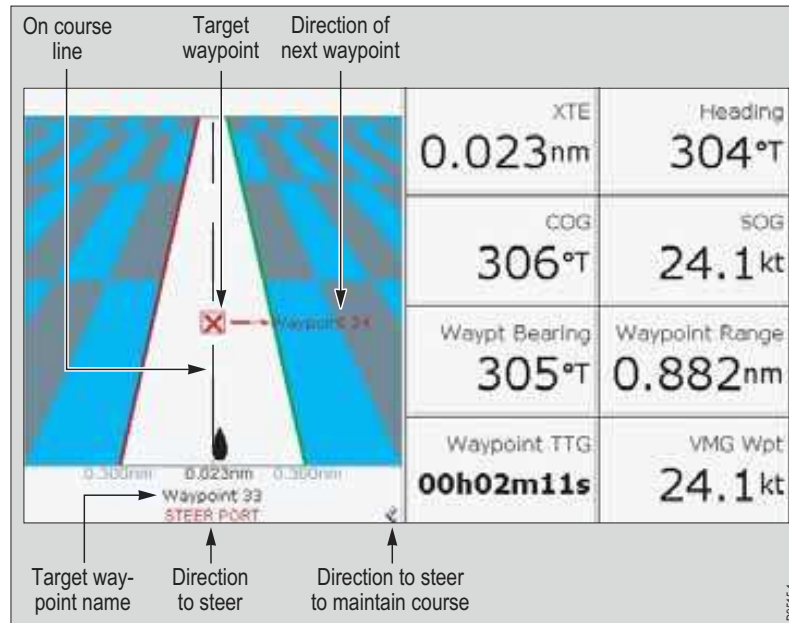 On course
line
Target
waypoint
Direction of
next waypoint
XTE
0.023nm
Heading
304°T
COG
306°T
SOG
24.1kt
Waypoint 34
Waypt Bearing
305°T
Waypoint Range
0.882nm
Waypoint TTG
00h02m11s
VMG Wpt
24.1kt
0.300nm 0.023nm 0.300nm
Waypoint 33
STEER PORT
Target way-
point name
Direction
to steer
Direction to steer
to maintain course